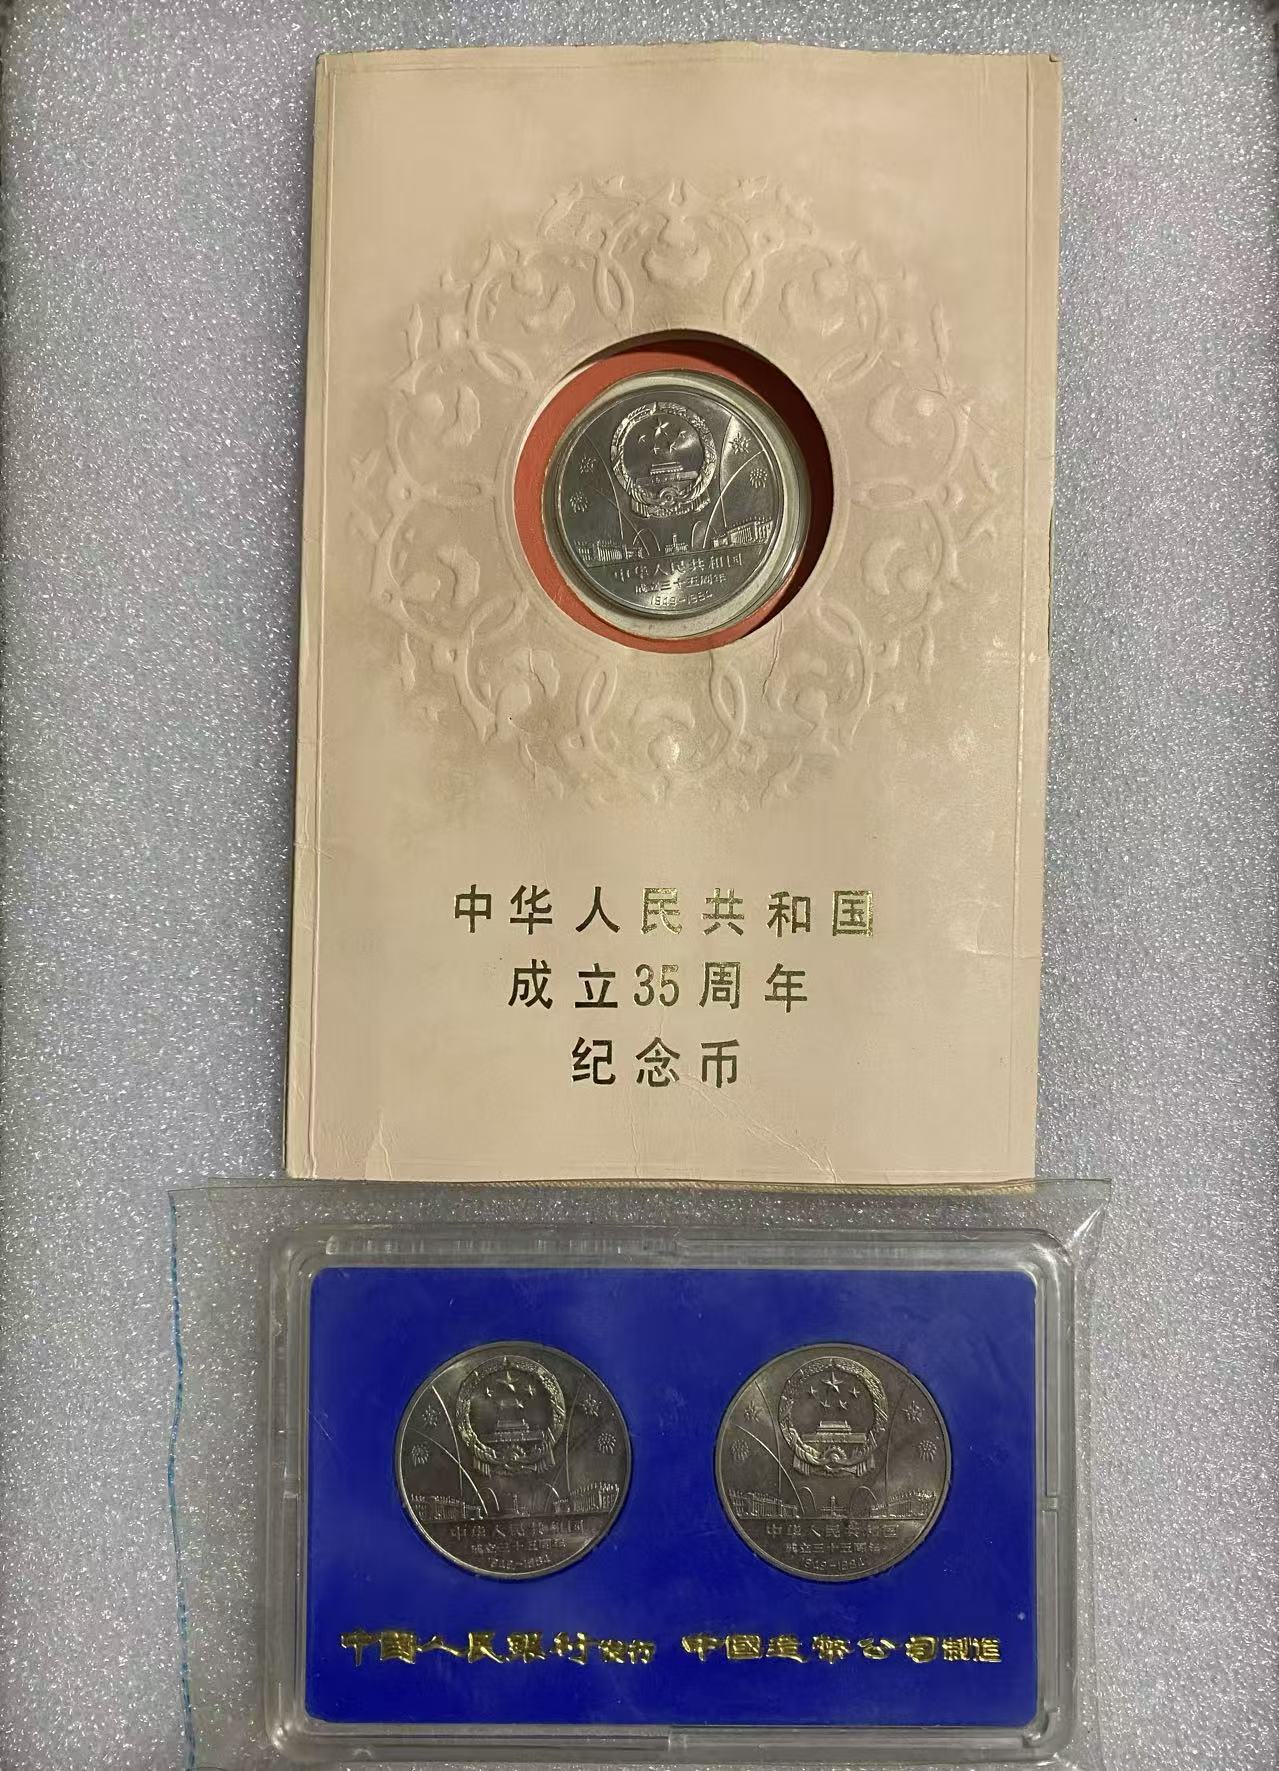 中华人民共和国
成立三十五周年
1949-1984
中华人民共和国
成立35周年
纪念币
中华人民共和国
成立三十五周年
1949-1984
中华人民共和国
成立三十五周年
1949-1984
中國人民銀行发行 中國造幣公司制造